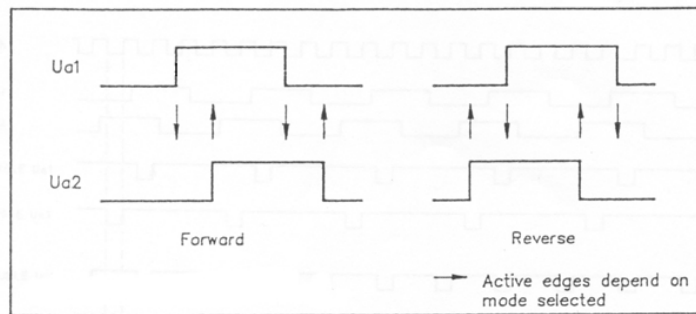 Ua1
Ua2
Forward
Reverse
Active edges depend on
mode selected